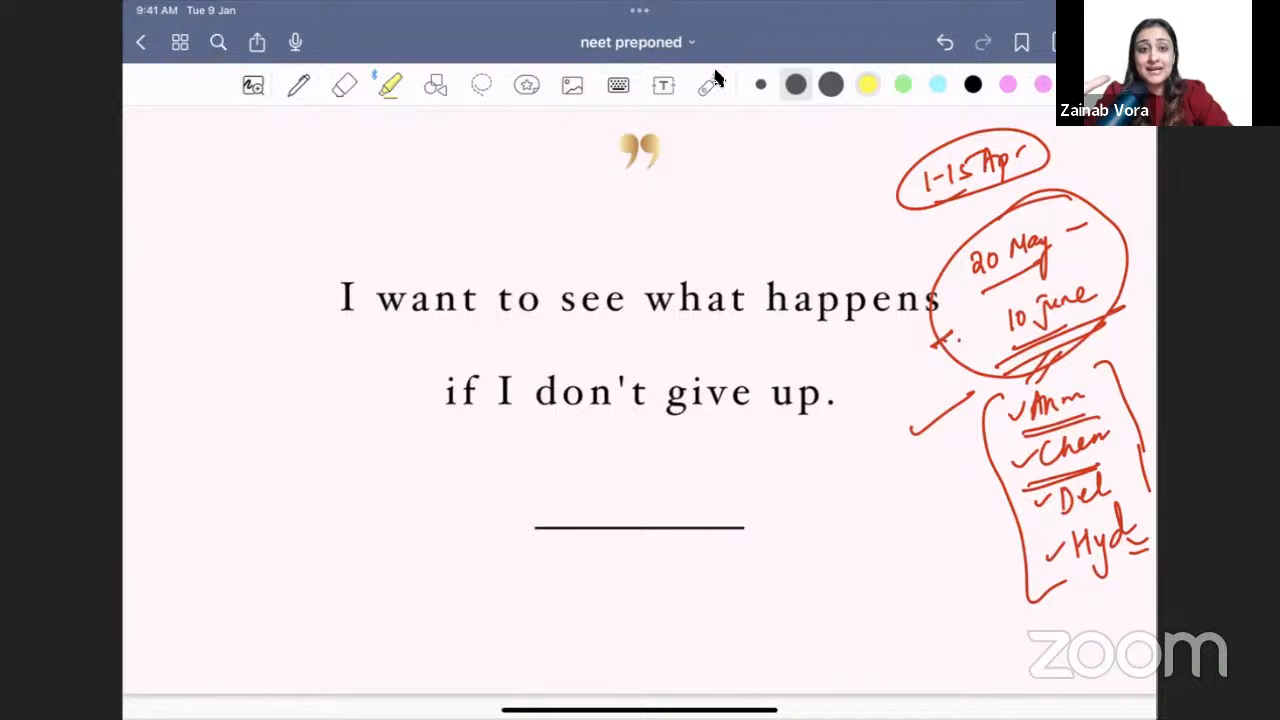 9:41 AM Tue 9 Jan
neet preponed
Zainab Vora
”
I want to see what happens
if I don't give up.
1-15 Apr
20 May -
10 June
Ahm
Chen
Del
Hyd
zoom